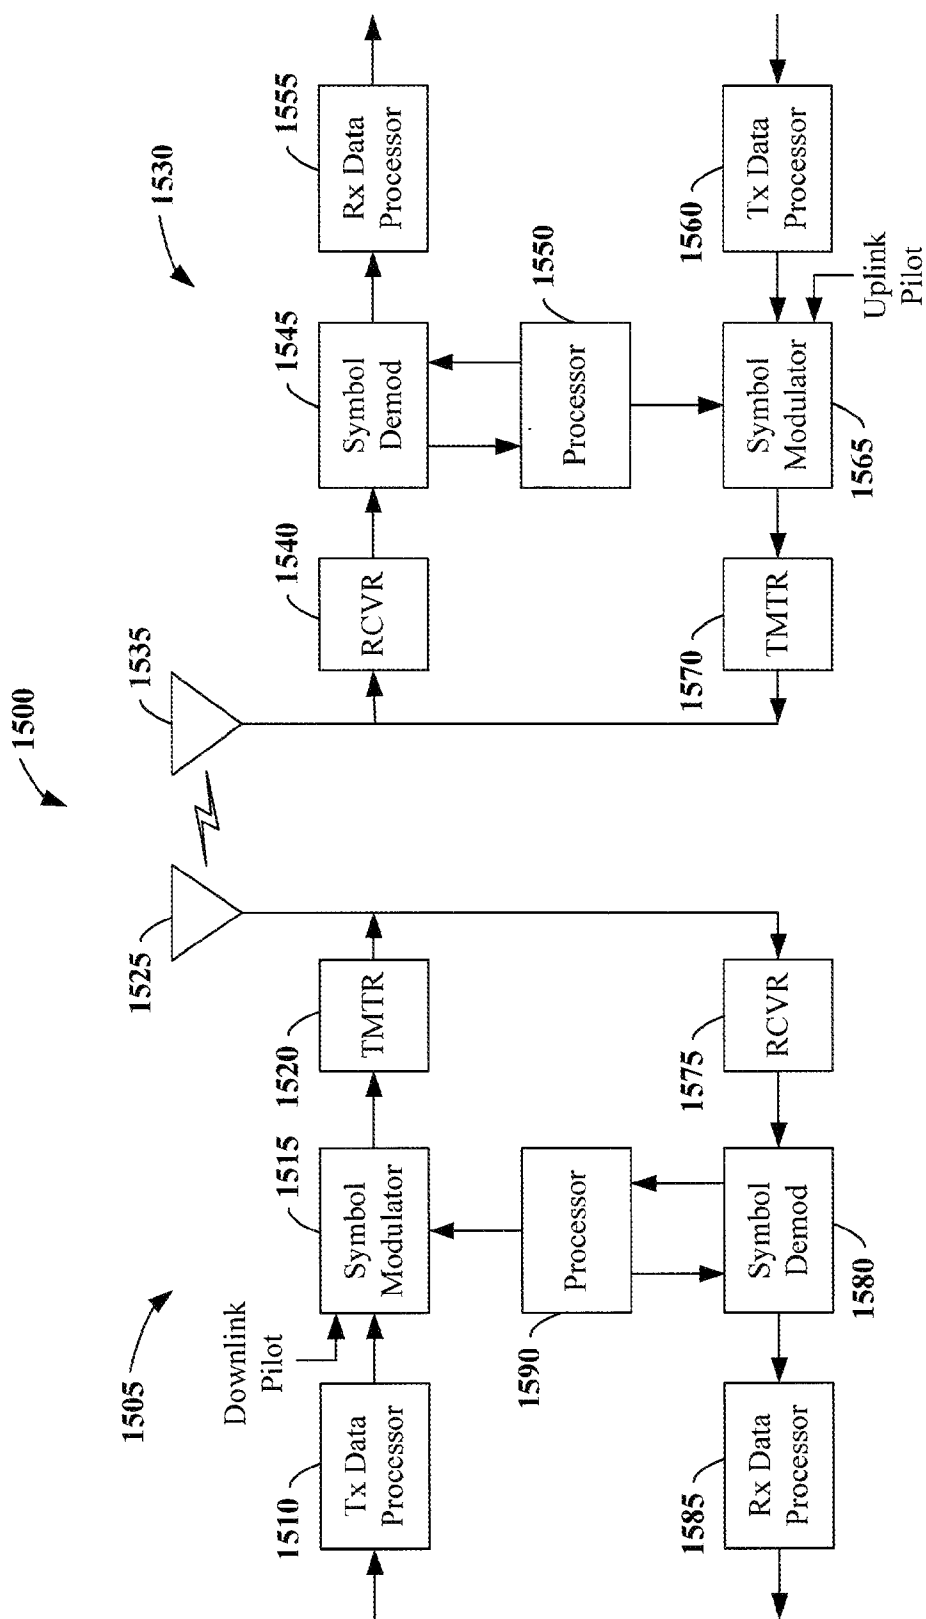 1500
1505
1530
1525
1535
Downlink
Pilot
1510
Tx Data
Processor
1515
Symbol
Modulator
1520
TMTR
1540
RCVR
1545
Symbol
Demod
1555
Rx Data
Processor
1590
Processor
1550
Processor
1585
Rx Data
Processor
1580
Symbol
Demod
1575
RCVR
1570
TMTR
1565
Symbol
Modulator
1560
Tx Data
Processor
Uplink
Pilot